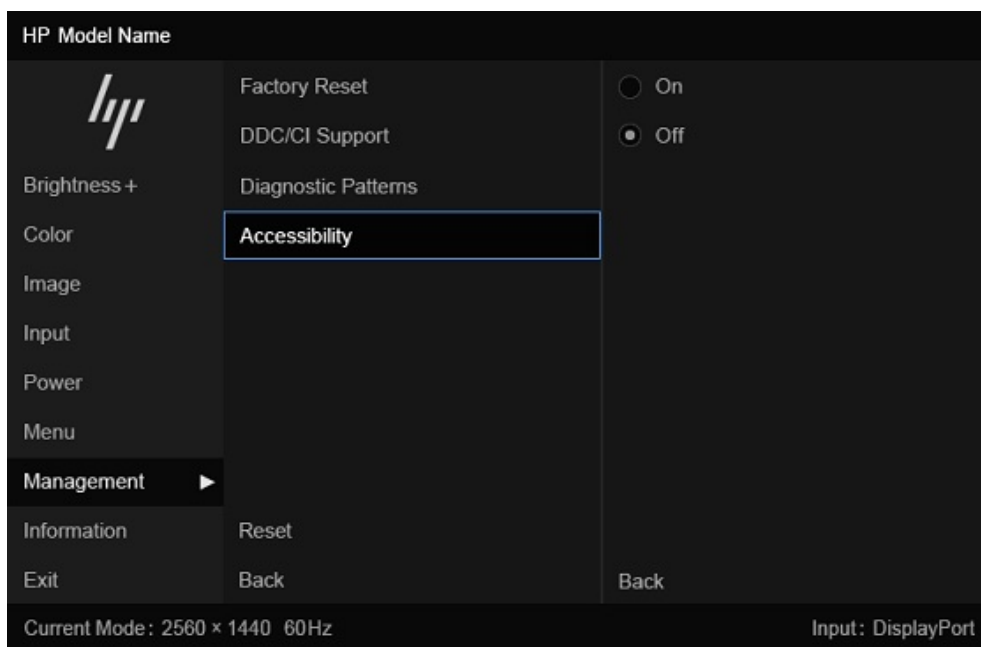 HP Model Name
hp
Factory Reset
On
DDC/CI Support
Off
Brightness+
Diagnostic Patterns
Color
Accessibility
Image
Input
Power
Menu
Management
Information
Reset
Exit
Back
Back
Current Mode: 2560 × 1440 60Hz
Input: DisplayPort